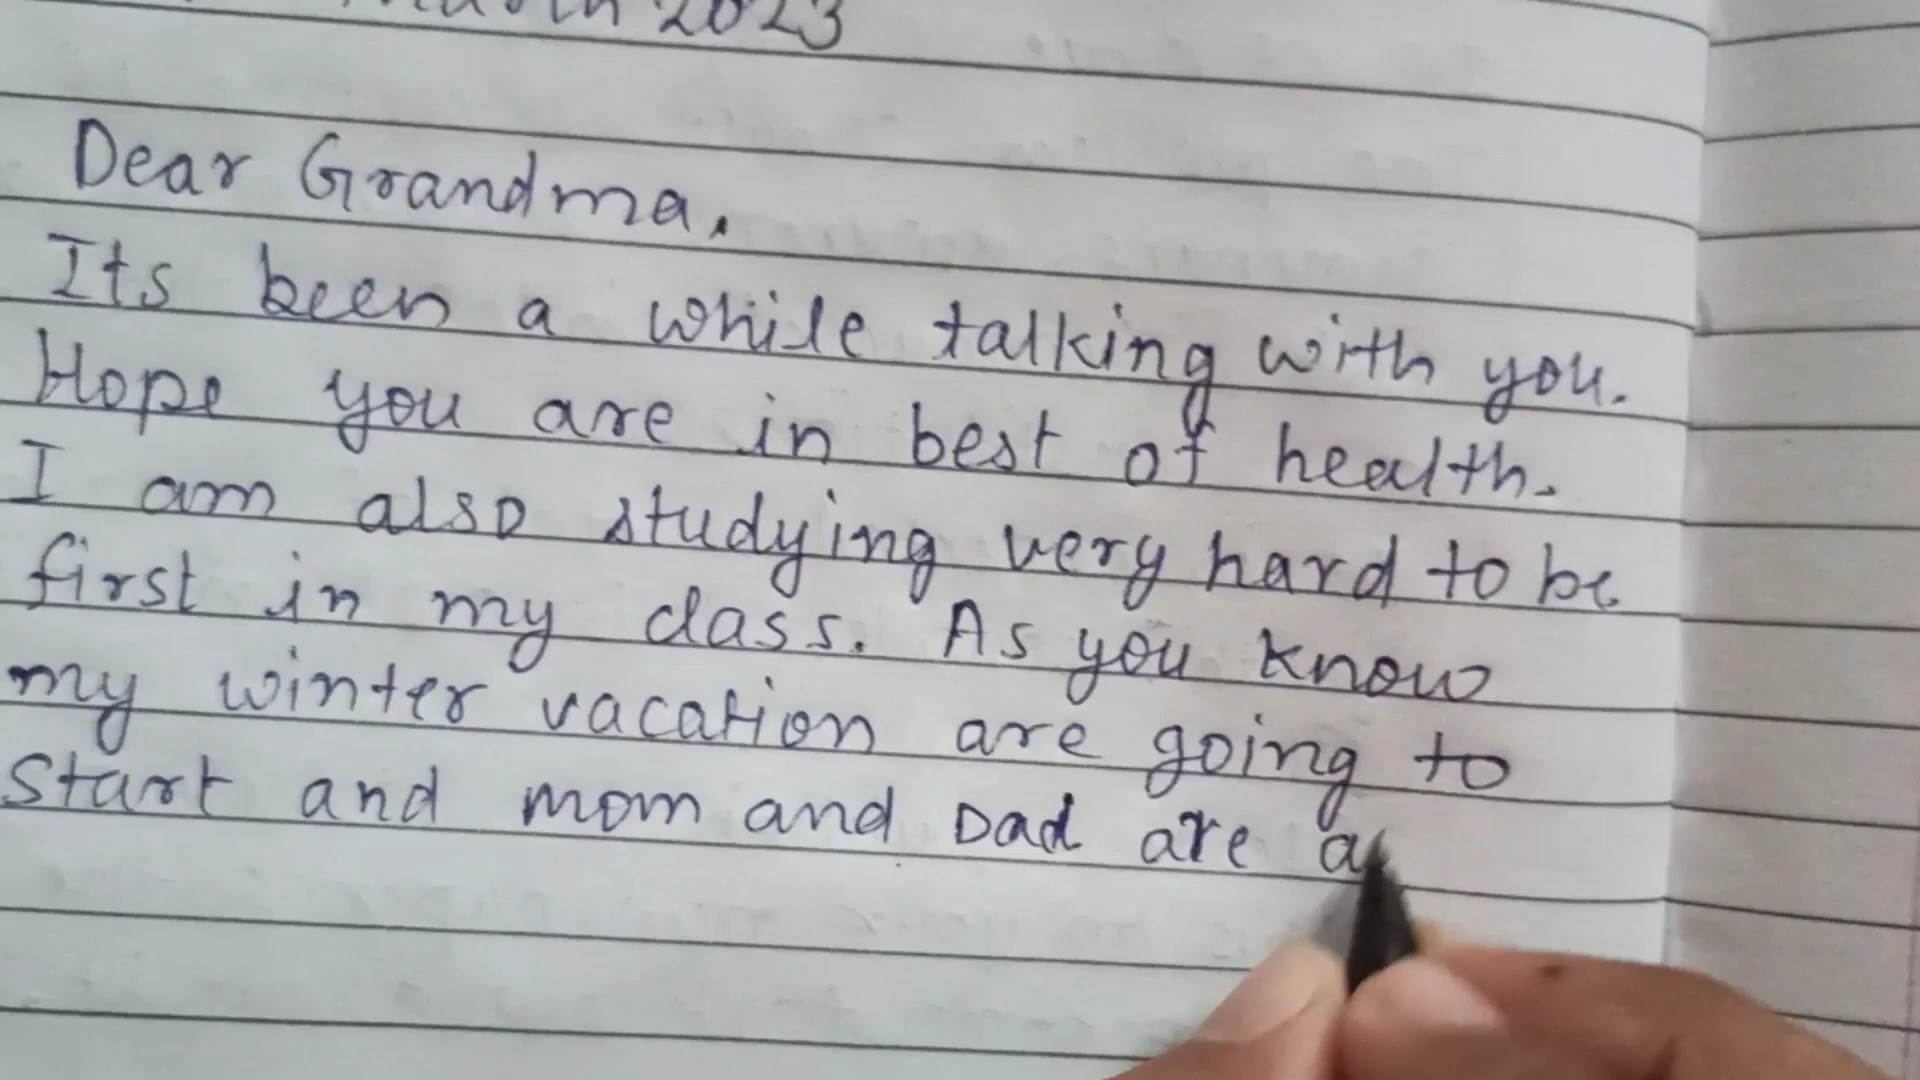 2023
Dear Grandma,
Its been a while talking with you.
Hope you are in best of health.
I am also studying very hard to be
first in my class. As you know
my winter vacation are going to
start and mom and Dad are a